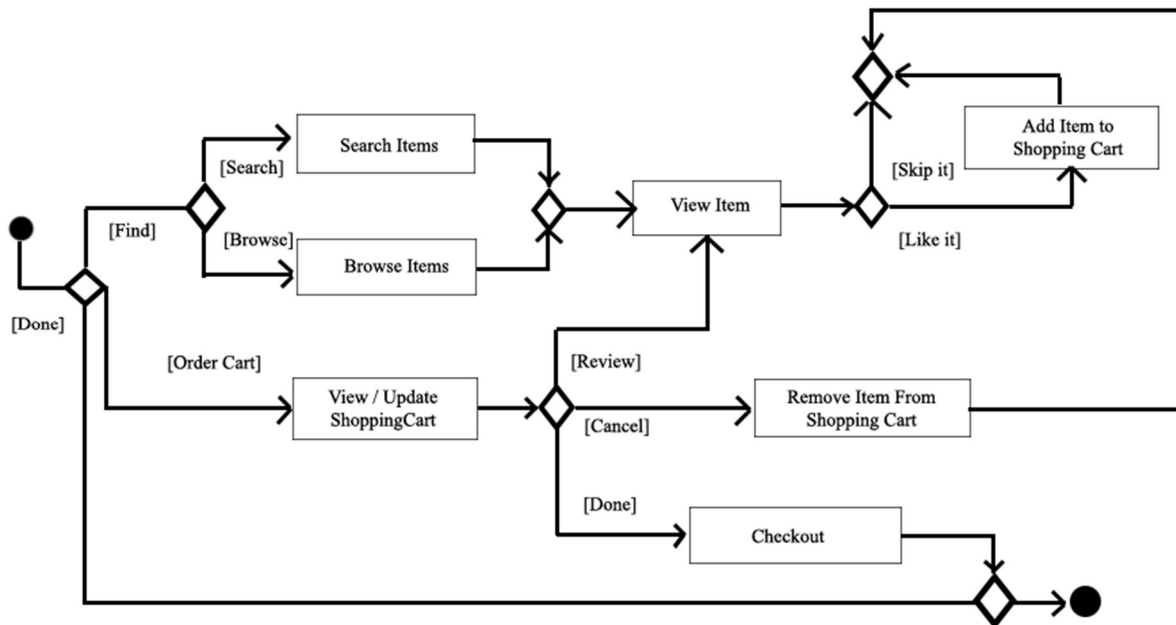 Add Item to
Shopping Cart
Search Items
[Search]
[Skip it]
View Item
[Find]
[Browse]
[Like it]
Browse Items
[Done]
[Order Cart]
[Review]
View / Update
ShoppingCart
Remove Item From
Shopping Cart
[Cancel]
[Done]
Checkout